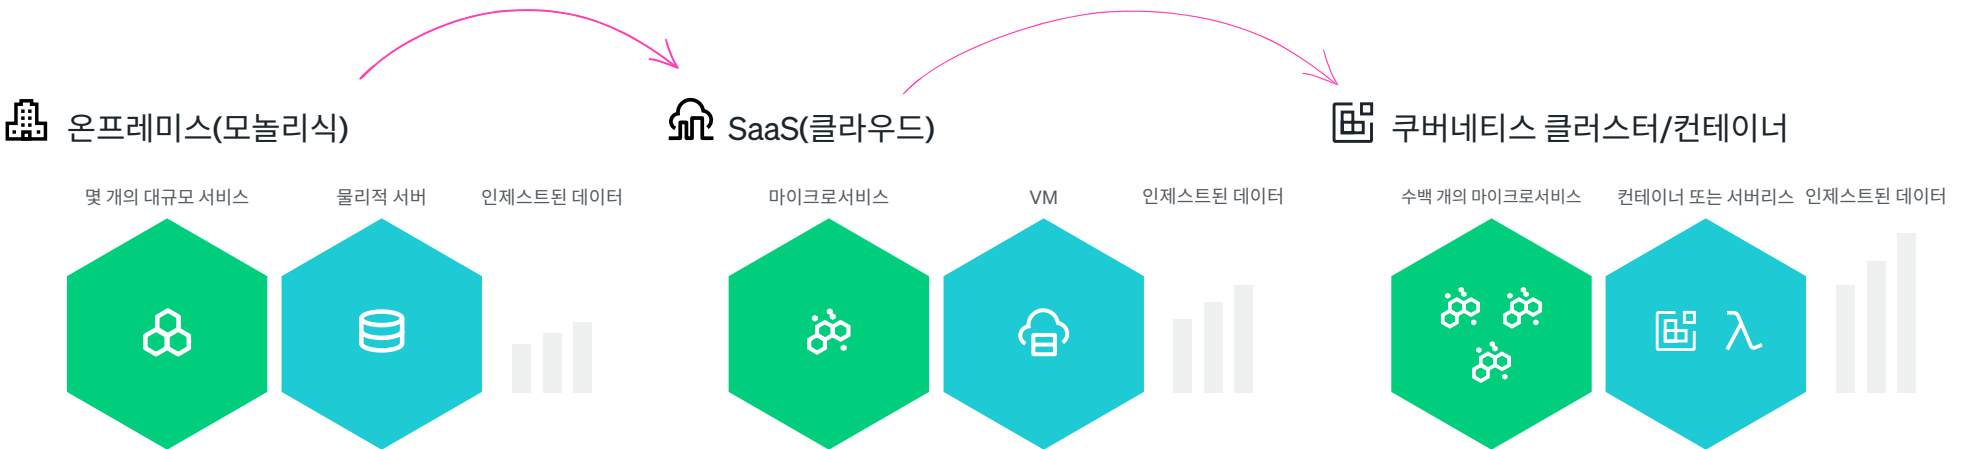 온프레미스(모놀리식)
몇 개의 대규모 서비스
물리적 서버
인제스트된 데이터
SaaS(클라우드)
마이크로서비스
VM
인제스트된 데이터
쿠버네티스 클러스터/컨테이너
수백 개의 마이크로서비스
컨테이너 또는 서버리스
인제스트된 데이터